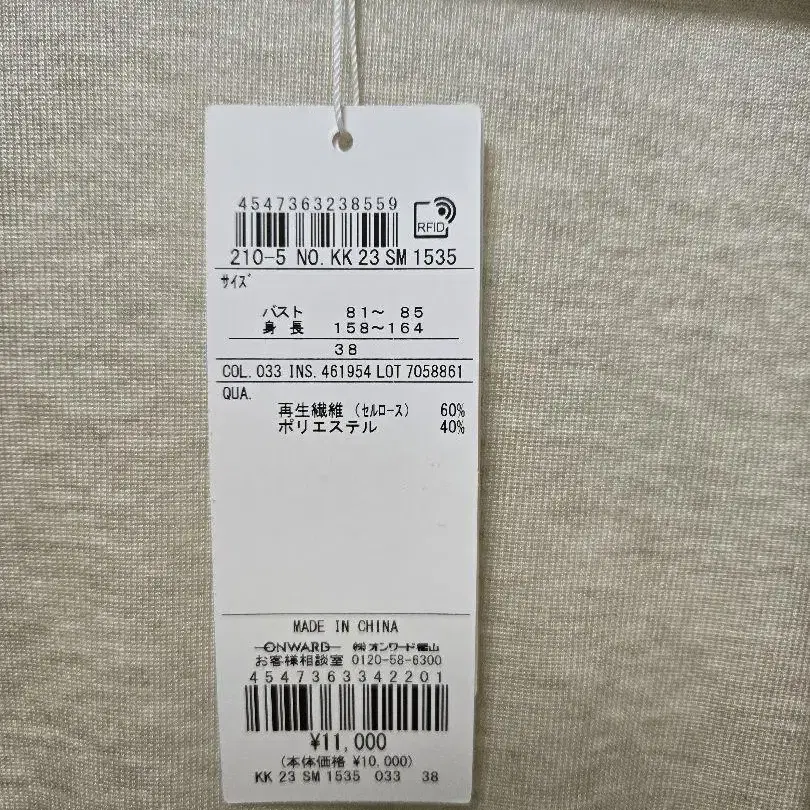 4547363238559
RFID
210-5 NO. KK 23 SM 1535
サイズ
バスト 81～ 85
身 長 158～164
38
COL. 033 INS. 461954 LOT 7058861
QUA.
再生繊維 (セルロース) 60%
ポリエステル 40%
MADE IN CHINA
ONWARD ㈱オンワード樫山
お客様相談室 0120-58-6300
4547363342201
¥11,000
(本体価格 ¥10,000)
KK 23 SM 1535 033 38